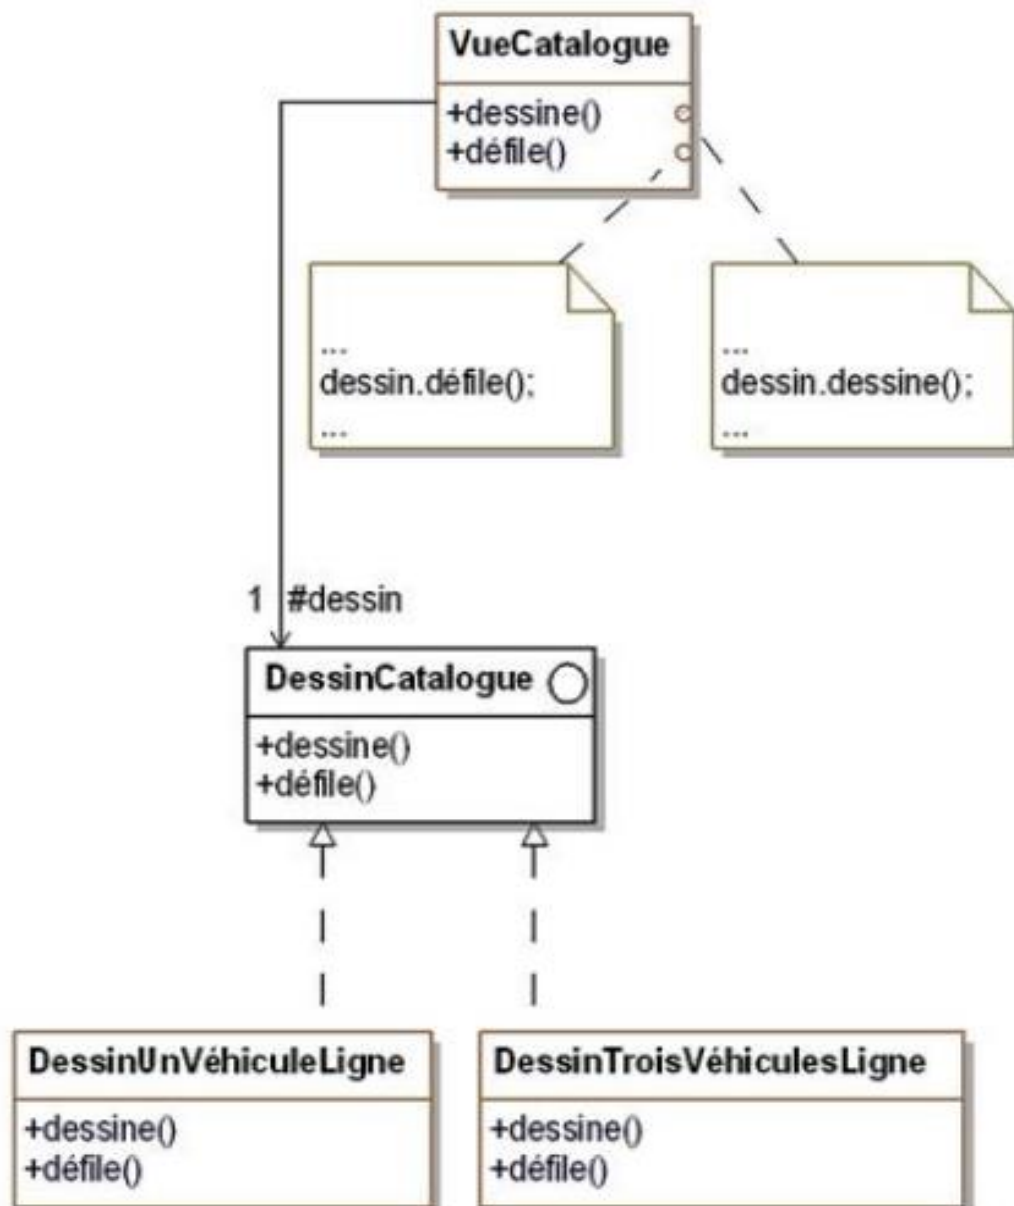 VueCatalogue
+dessine()
+défile()
...
dessin.défile();
...
...
dessin.dessine();
...
1 #dessin
DessinCatalogue
+dessine()
+défile()
DessinUnVéhiculeLigne
+dessine()
+défile()
DessinTroisVéhiculesLigne
+dessine()
+défile()